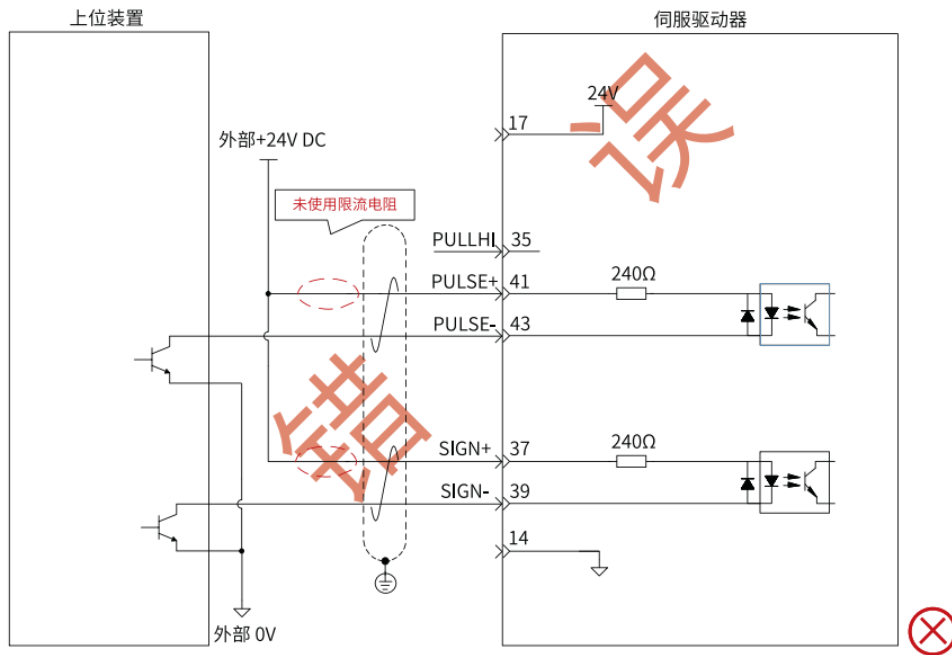 上位装置
伺服驱动器
24V
17
外部+24V DC
未使用限流电阻
PULLHI
35
PULSE+
41
240Ω
PULSE-
43
SIGN+
37
240Ω
SIGN-
39
14
外部 0V
错误